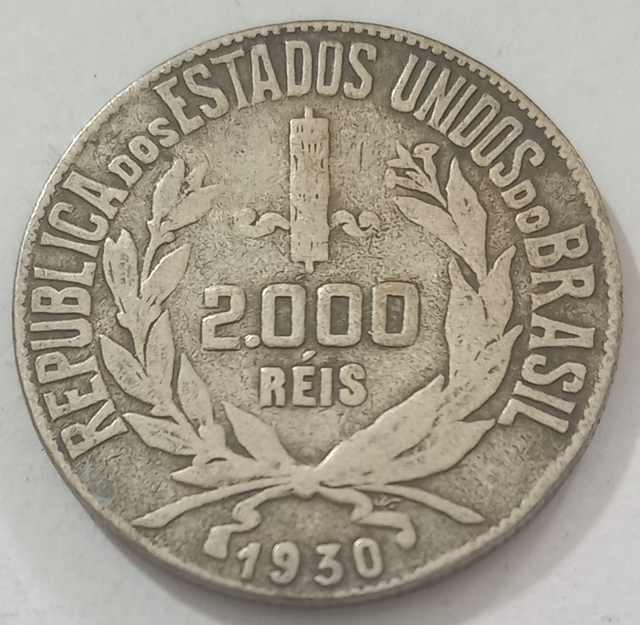 REPUBLICA DOS ESTADOS UNIDOS DO BRASIL
2.000
RÉIS
1930